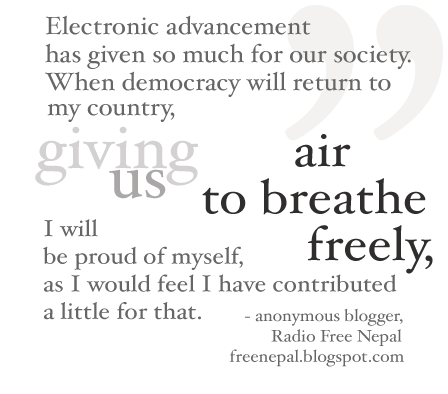 Electronic advancement
has given so much for our society.
When democracy will return to
my country,
giving
us
air
to breathe
freely,
I will
be proud of myself,
as I would feel I have contributed
a little for that.
- anonymous blogger,
Radio Free Nepal
freenepal.blogspot.com